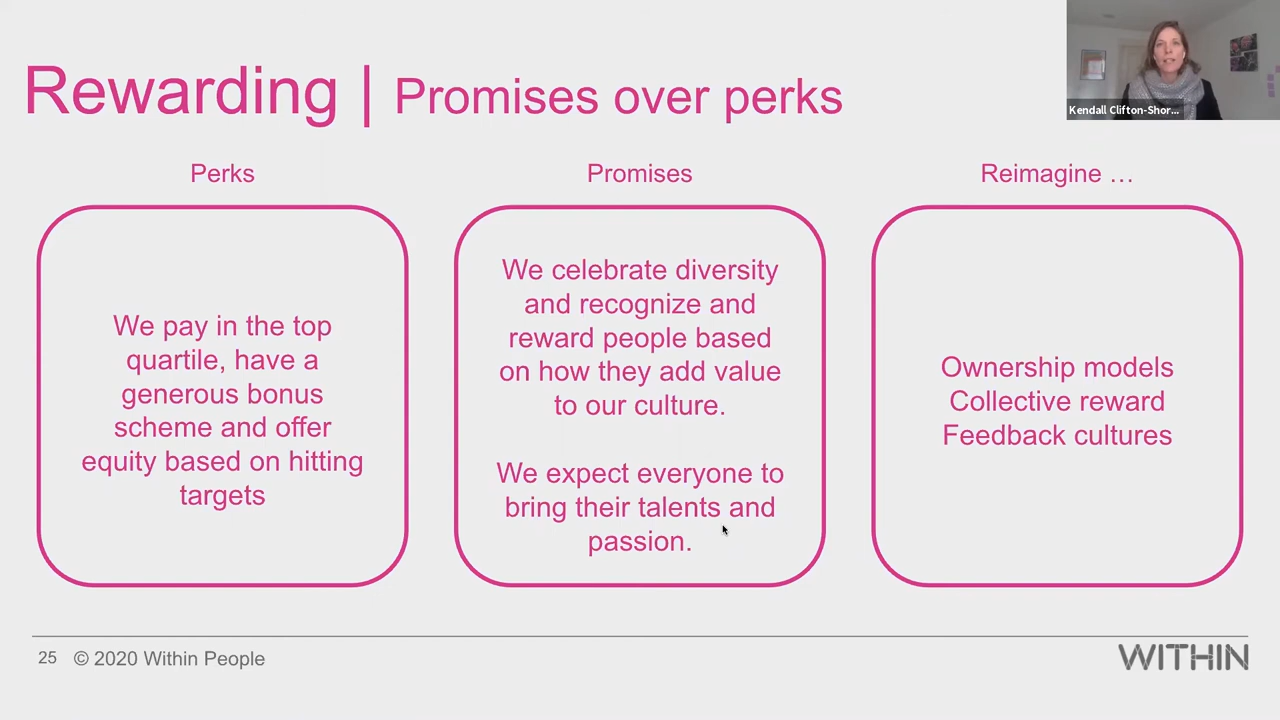 Rewarding | Promises over perks
Kendall Clifton-Shor...
Perks
We pay in the top
quartile, have a
generous bonus
scheme and offer
equity based on hitting
targets
Promises
We celebrate diversity
and recognize and
reward people based
on how they add value
to our culture.
We expect everyone to
bring their talents and
passion.
Reimagine …
Ownership models
Collective reward
Feedback cultures
25 © 2020 Within People
WITHIN